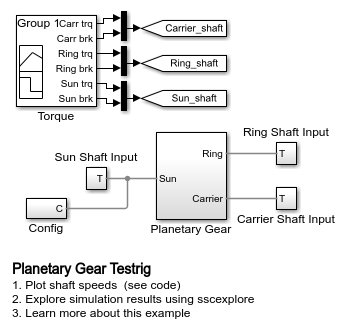 Group 1
Carr trq
Carr brk
Carrier_shaft
Ring trq
Ring brk
Ring_shaft
Sun trq
Sun brk
Sun_shaft
Torque
Ring Shaft Input
Sun Shaft Input
Ring
T
T
Sun
C
Carrier
T
Config
Planetary Gear
Carrier Shaft Input
Planetary Gear Testrig
1. Plot shaft speeds (see code)
2. Explore simulation results using sscexplore
3. Learn more about this example